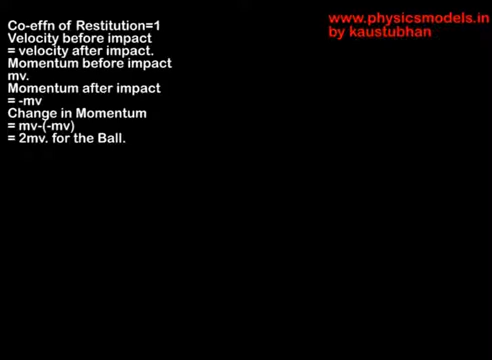 Co-effn of Restitution=1
Velocity before impact
= velocity after impact.
Momentum before impact
mv.
Momentum after impact
= -mv
Change in Momentum
= mv-(-mv)
= 2mv. for the Ball.
www.physicsmodels.in
by kaustubhan